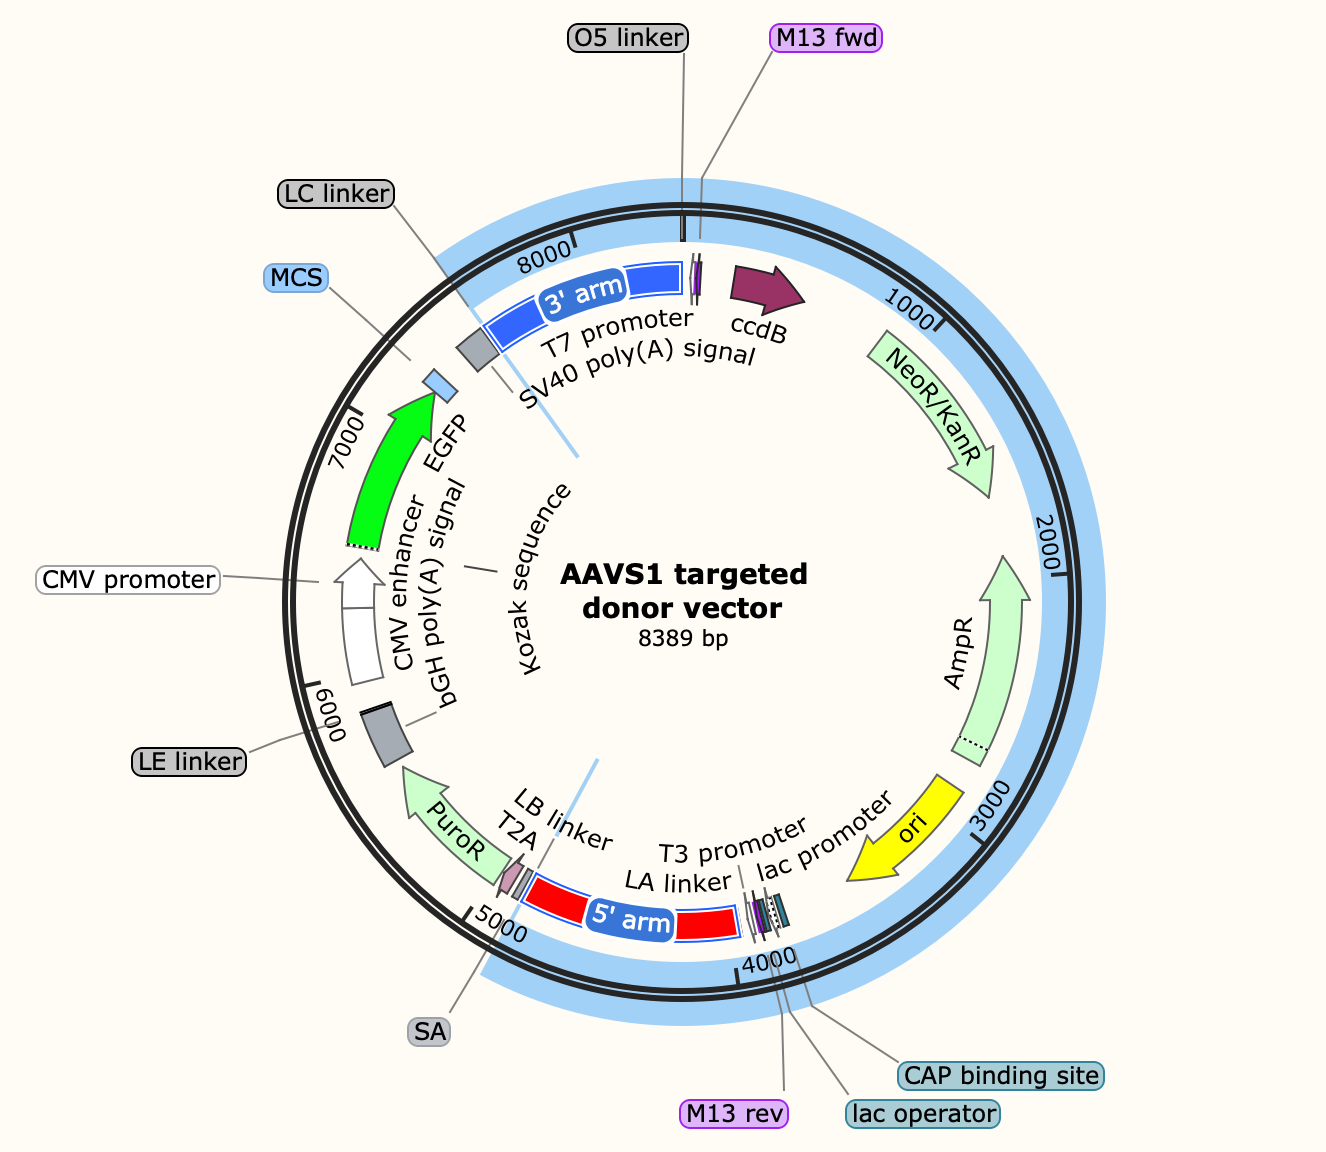 O5 linker
M13 fwd
LC linker
MCS
8000
3' arm
T7 promoter
SV40 poly(A) signal
ccdB
1000
NeoR/KanR
7000
EGFP
2000
CMV promoter
CMV enhancer
bGH poly(A) signal
Kozak sequence
AAVS1 targeted
donor vector
8389 bp
AmpR
6000
LE linker
PuroR
T2A
LB linker
T3 promoter
LA linker
lac promoter
ori
3000
5' arm
5000
4000
SA
CAP binding site
M13 rev
lac operator